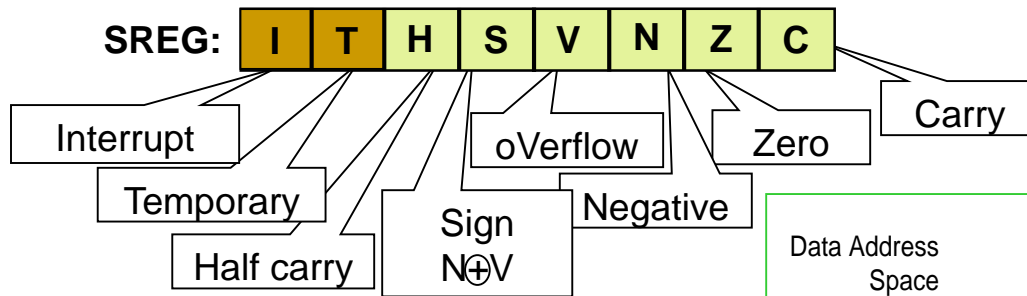 SREG: I T H S V N Z C
Interrupt
Temporary
Half carry
Sign
N⊕V
oVerflow
Negative
Zero
Carry
Data Address
Space